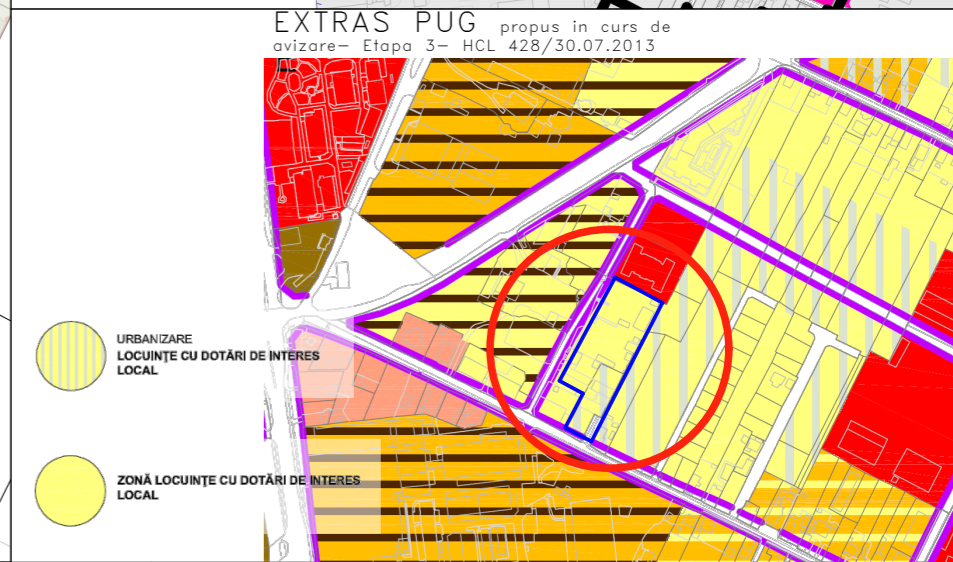 EXTRAS PUG propus in curs de
avizare– Etapa 3– HCL 428/30.07.2013
URBANIZARE
LOCUINȚE CU DOTĂRI DE INTERES
LOCAL
ZONĂ LOCUINȚE CU DOTĂRI DE INTERES
LOCAL